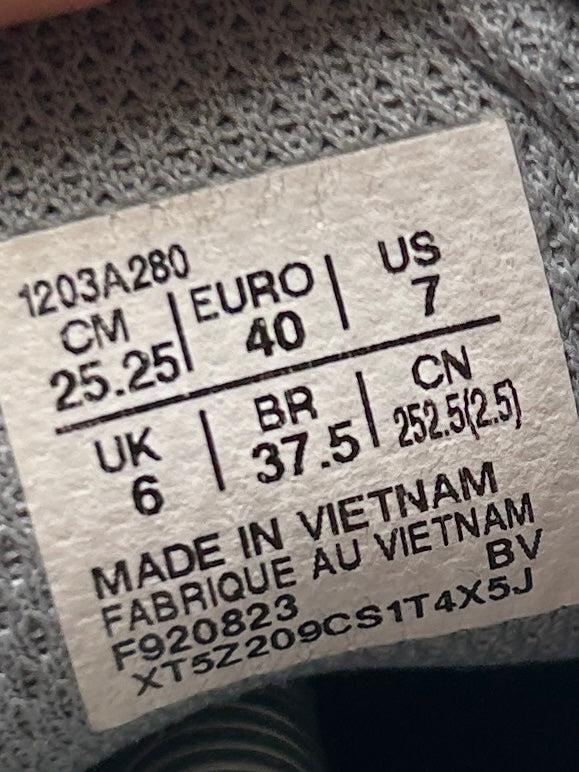 1203A280
CM | EURO | US
25.25 | 40 | 7
UK | BR | CN
6 | 37.5 | 252.5(2.5)
MADE IN VIETNAM
FABRIQUE AU VIETNAM
F920823 BV
XT5Z209CS1T4X5J